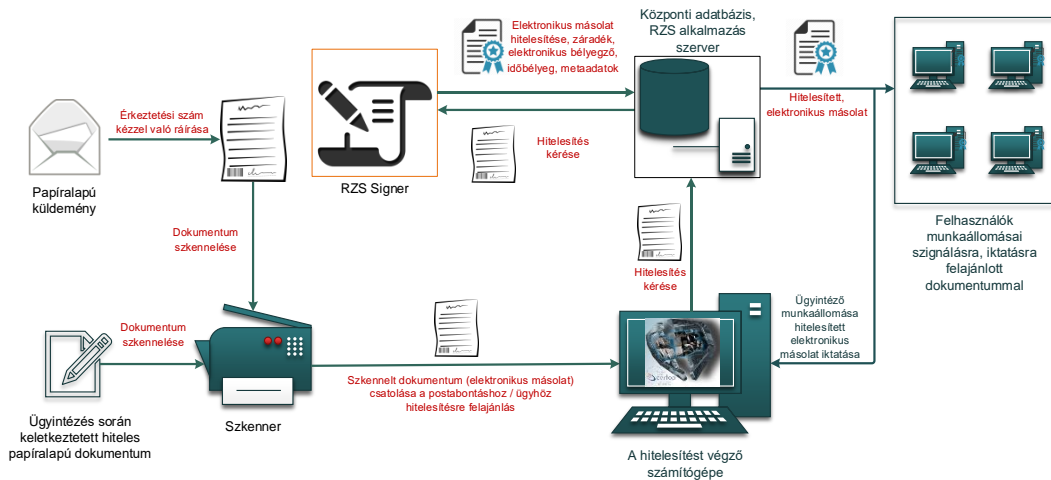 Elektronikus másolat
hitelesítése, záradék,
elektronikus bélyegző,
időbélyeg, metaadatok
Központi adatbázis,
RZS alkalmazás
szerver
Érkeztetési szám
kézzel való ráírása
Hitelesítés
kérése
Hitelesített,
elektronikus másolat
Papíralapú
küldemény
RZS Signer
Dokumentum
szkennelése
Hitelesítés
kérése
Felhasználók
munkaállomásai
szignálásra, iktatásra
felajánlott
dokumentummal
Dokumentum
szkennelése
Ügyintéző
munkaállomása
hitelesített
elektronikus
másolat iktatása
Szkennelt dokumentum (elektronikus másolat)
csatolása a postabontáshoz / ügyhöz
hitelesítésre felajánlás
Ügyintézés során
keletkeztetett hiteles
papíralapú dokumentum
Szkenner
A hitelesítést végző
számítógépe